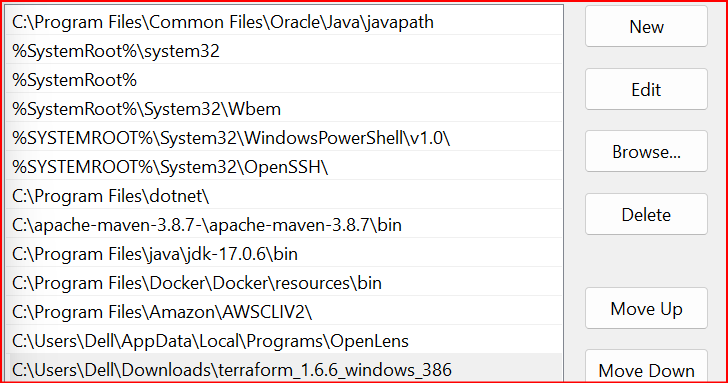 C:\Program Files\Common Files\Oracle\Java\javapath
%SystemRoot%\system32
%SystemRoot%
%SystemRoot%\System32\Wbem
%SYSTEMROOT%\System32\WindowsPowerShell\v1.0\
%SYSTEMROOT%\System32\OpenSSH\
C:\Program Files\dotnet\
C:\apache-maven-3.8.7-\apache-maven-3.8.7\bin
C:\Program Files\java\jdk-17.0.6\bin
C:\Program Files\Docker\Docker\resources\bin
C:\Program Files\Amazon\AWSCLIV2\
C:\Users\Dell\AppData\Local\Programs\OpenLens
C:\Users\Dell\Downloads\terraform_1.6.6_windows_386
New
Edit
Browse...
Delete
Move Up
Move Down